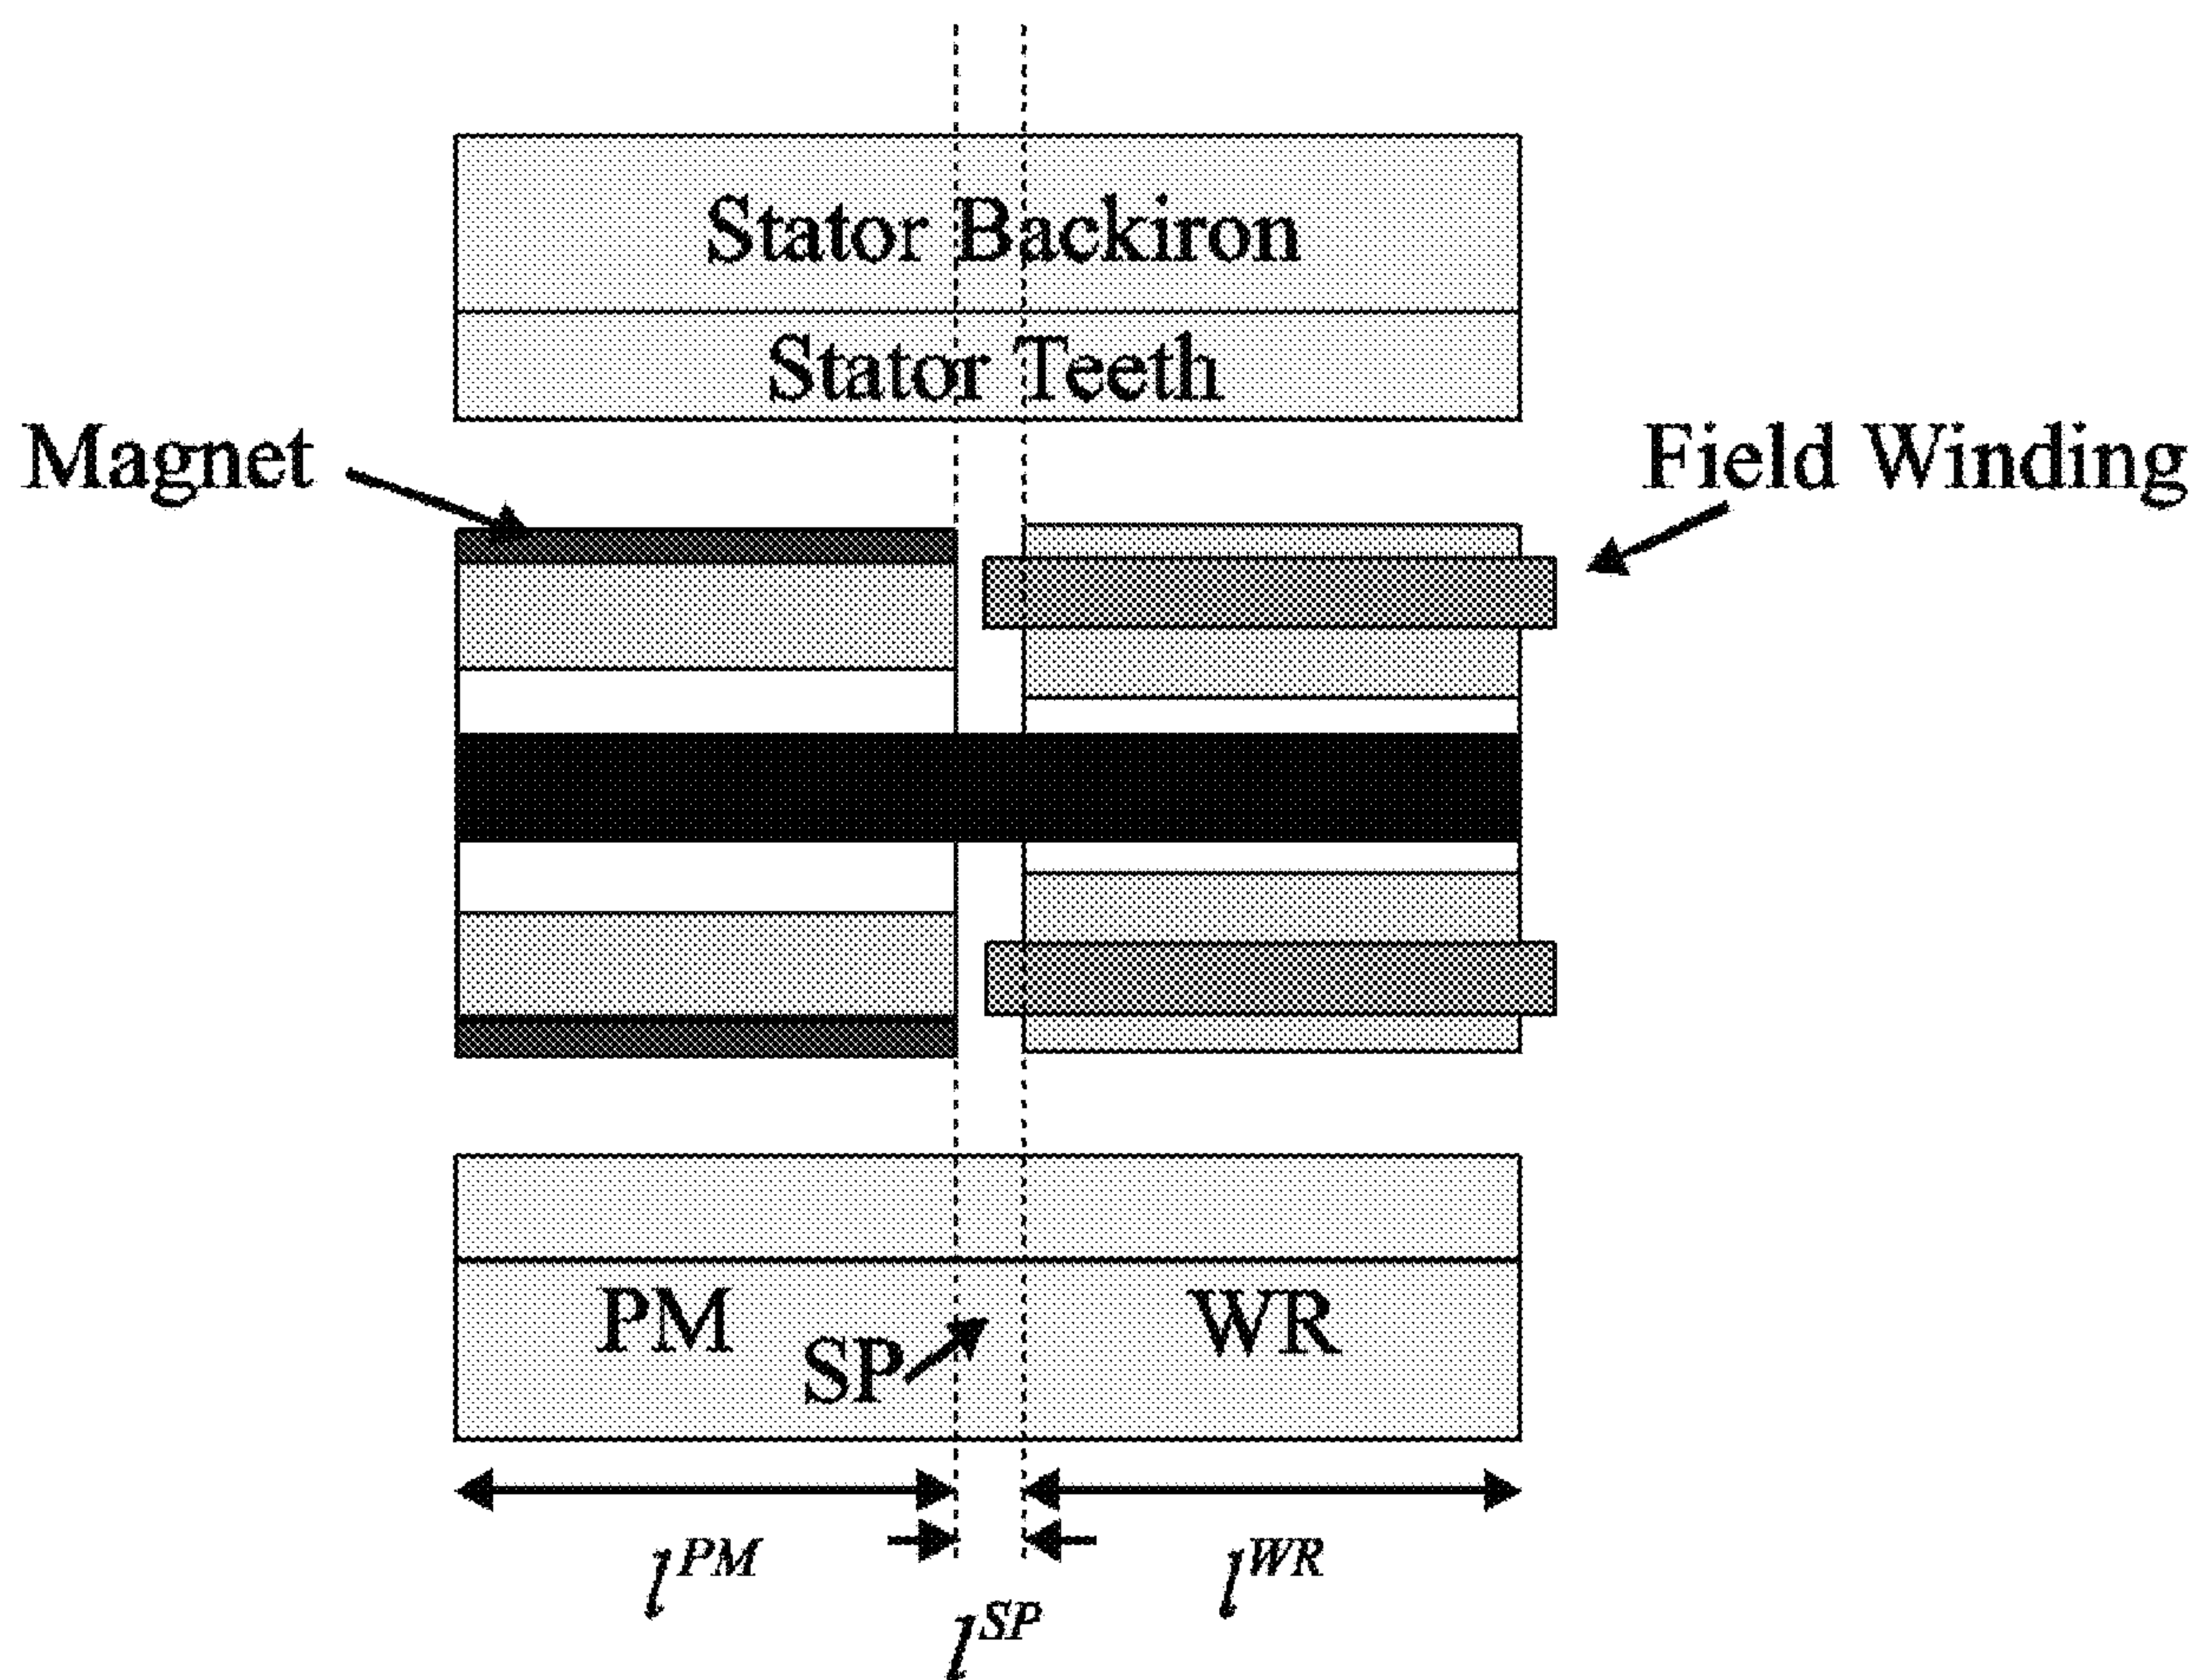 Stator Backiron
Stator Teeth
Magnet
Field Winding
PM
SP
WR
l^PM
l^SP
l^WR